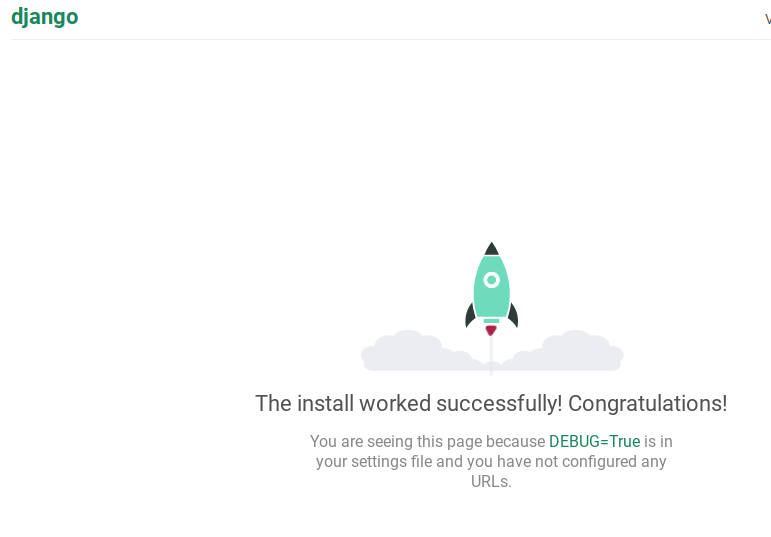 django
The install worked successfully! Congratulations!
You are seeing this page because DEBUG=True is in
your settings file and you have not configured any
URLs.